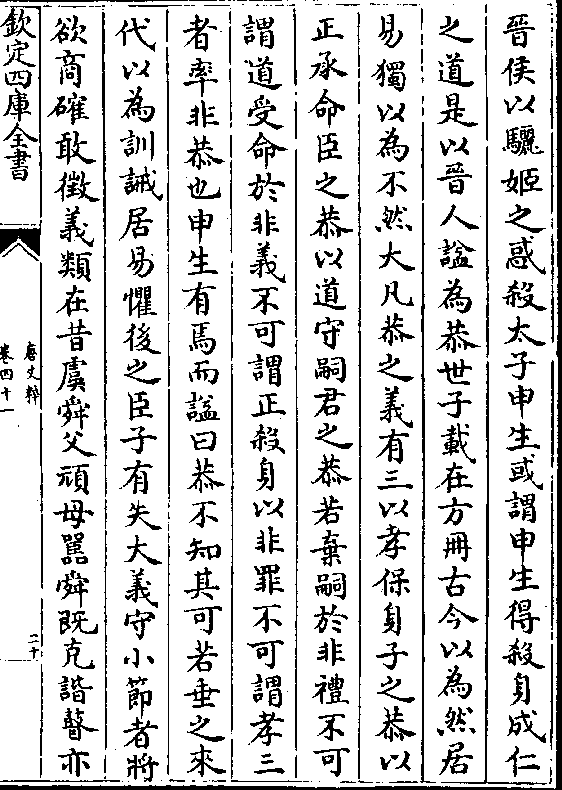 晉侯以驪姬之惑殺太子申生或謂申生得殺身成仁
之道是以晉人諡為恭世子載在方冊古今以為然居
易獨以為不然大凡恭之義有三以孝保身子之恭以
正承命臣之恭以道守嗣君之恭若棄嗣於非禮不可
謂道受命於非義不可謂正殺身以非罪不可謂孝三
者率非恭也申生有焉而諡曰恭不知其可若垂之來
代以為訓誡居易懼後之臣子有失大義守小節者將
欲商確敢徵義類在昔虞舜父頑母嚚舜既克諧瞽亦
欽定四庫全書
唐文粹
卷四十一
二十